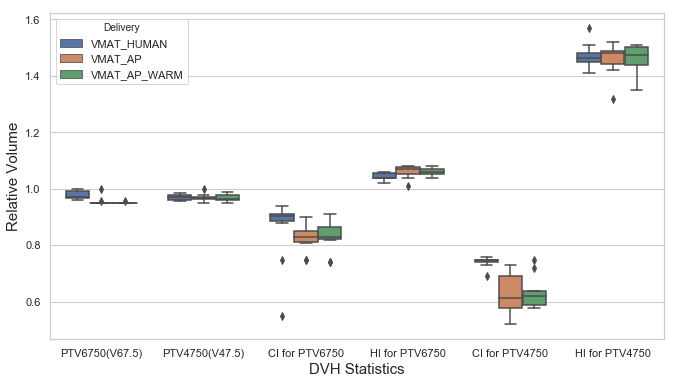 1.6
1.4
1.2
1.0
0.8
0.6
Relative Volume
Delivery
VMAT_HUMAN
VMAT_AP
VMAT_AP_WARM
PTV6750(V67.5)
PTV4750(V47.5)
CI for PTV6750
HI for PTV6750
CI for PTV4750
HI for PTV4750
DVH Statistics